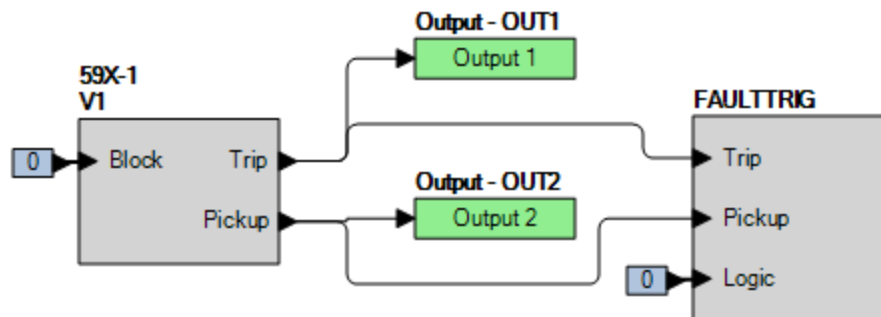 Output - OUT1
Output 1
59X-1
V1
FAULTTRIG
0
Block
Trip
Trip
Output - OUT2
Pickup
Output 2
Pickup
0
Logic